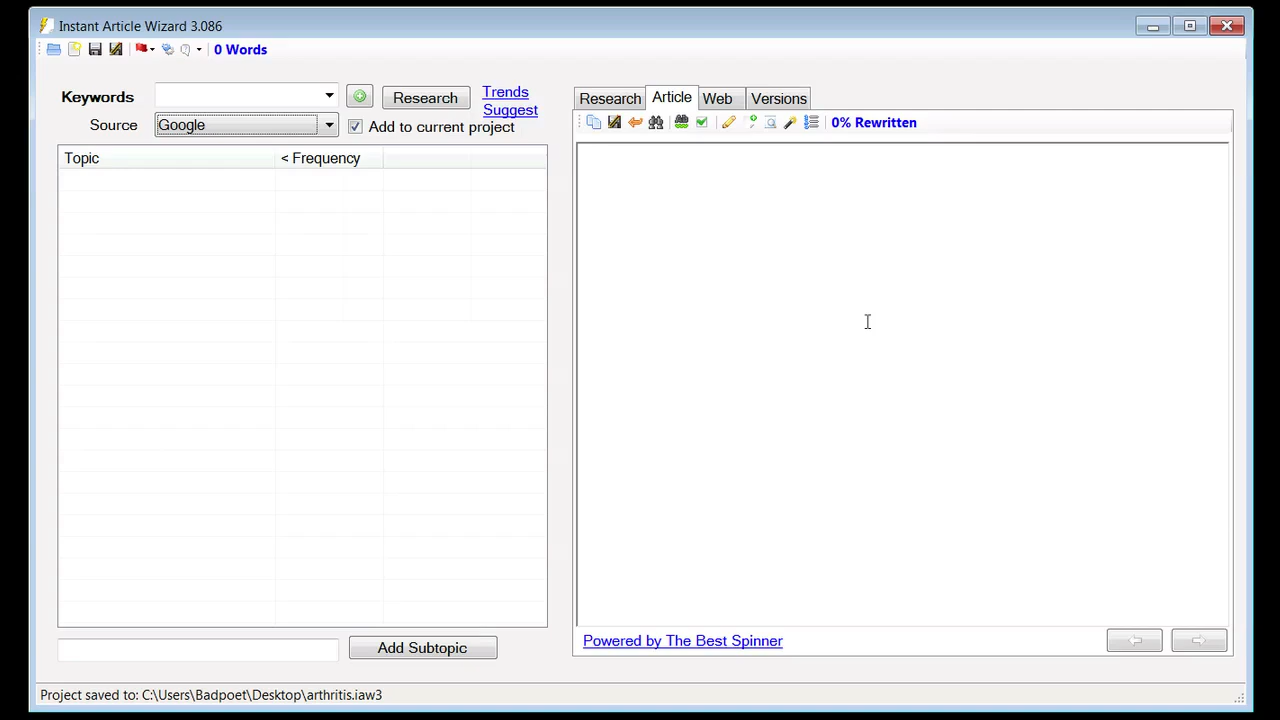 Instant Article Wizard 3.086
0 Words
Keywords
Research
Trends
Suggest
Source
Google
Add to current project
Topic
< Frequency
Add Subtopic
Research
Article
Web
Versions
0% Rewritten
Powered by The Best Spinner
Project saved to: C:\Users\Badpoet\Desktop\arthritis.iaw3